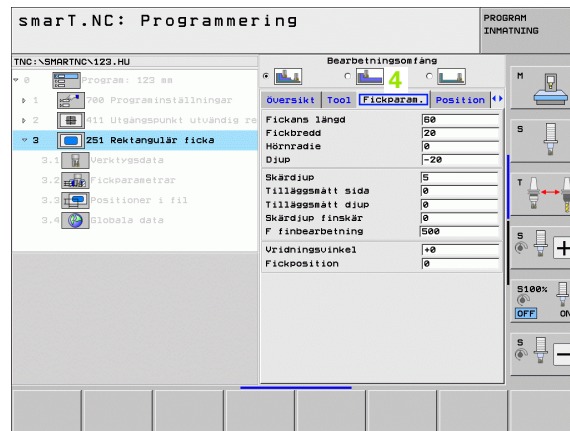 smarT.NC: Programmering
PROGRAM
INMATNING
TNC:\SMARTNC\123.HU
0 Program: 123 mm
1 700 Programinställningar
2 411 Utgångspunkt utvändig re
3 251 Rektangulär ficka
3.1 Verktygsdata
3.2 Fickparametrar
3.3 Positioner i fil
3.4 Globala data
Bearbetningsomfång
4
Översikt Tool Fickparam. Position
Fickans längd 60
Fickbredd 20
Hörnradie 0
Djup -20
Skärdjup 5
Tilläggsmått sida 0
Tilläggsmått djup 0
Skärdjup finskär 0
F finbearbetning 500
Vridningsvinkel +0
Fickposition 0
M
S
T
S
+
S100%
OFF ON
S
-